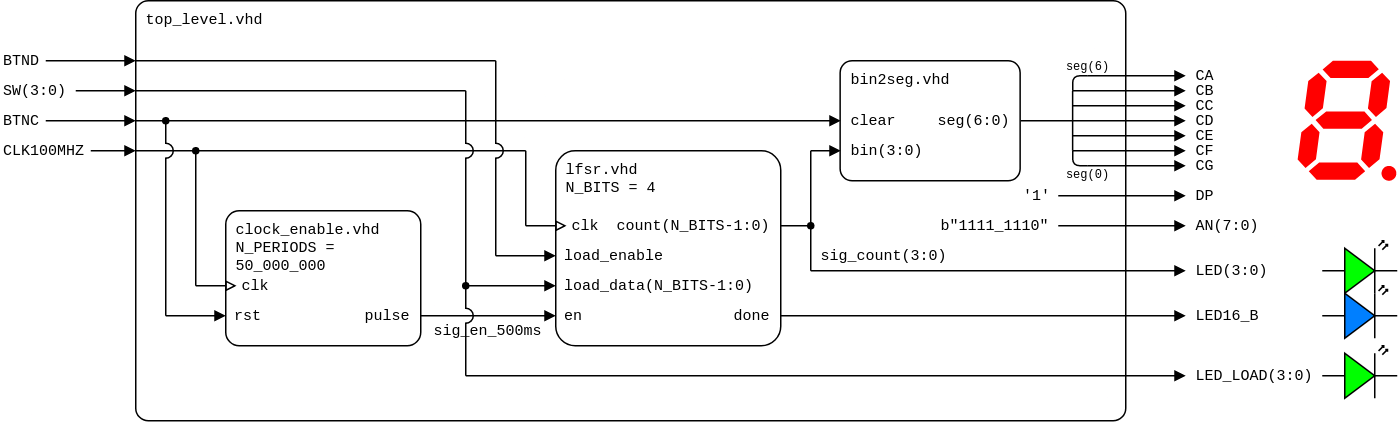 top_level.vhd
BTND
SW(3:0)
BTNC
CLK100MHZ
clock_enable.vhd
N_PERIODS =
50_000_000
clk
rst
pulse
sig_en_500ms
lfsr.vhd
N_BITS = 4
clk
count(N_BITS-1:0)
load_enable
load_data(N_BITS-1:0)
en
done
sig_count(3:0)
bin2seg.vhd
clear
seg(6:0)
bin(3:0)
seg(6)
seg(0)
'1'
b"1111_1110"
CA
CB
CC
CD
CE
CF
CG
DP
AN(7:0)
LED(3:0)
LED16_B
LED_LOAD(3:0)
8.